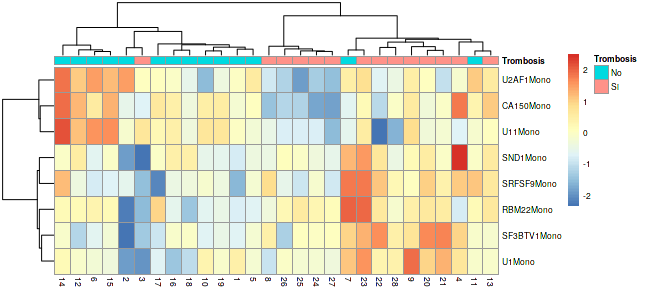 Trombosis
U2AF1Mono
CA150Mono
U11Mono
SND1Mono
SRFSF9Mono
RBM22Mono
SF3BTV1Mono
U1Mono
14 12 6 15 2 3 17 16 18 10 19 1 5 8 26 25 24 27 7 23 22 28 9 20 21 4 11 13
2
1
0
-1
-2
Trombosis
No
SI